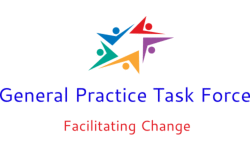 General Practice Task Force
Facilitating Change